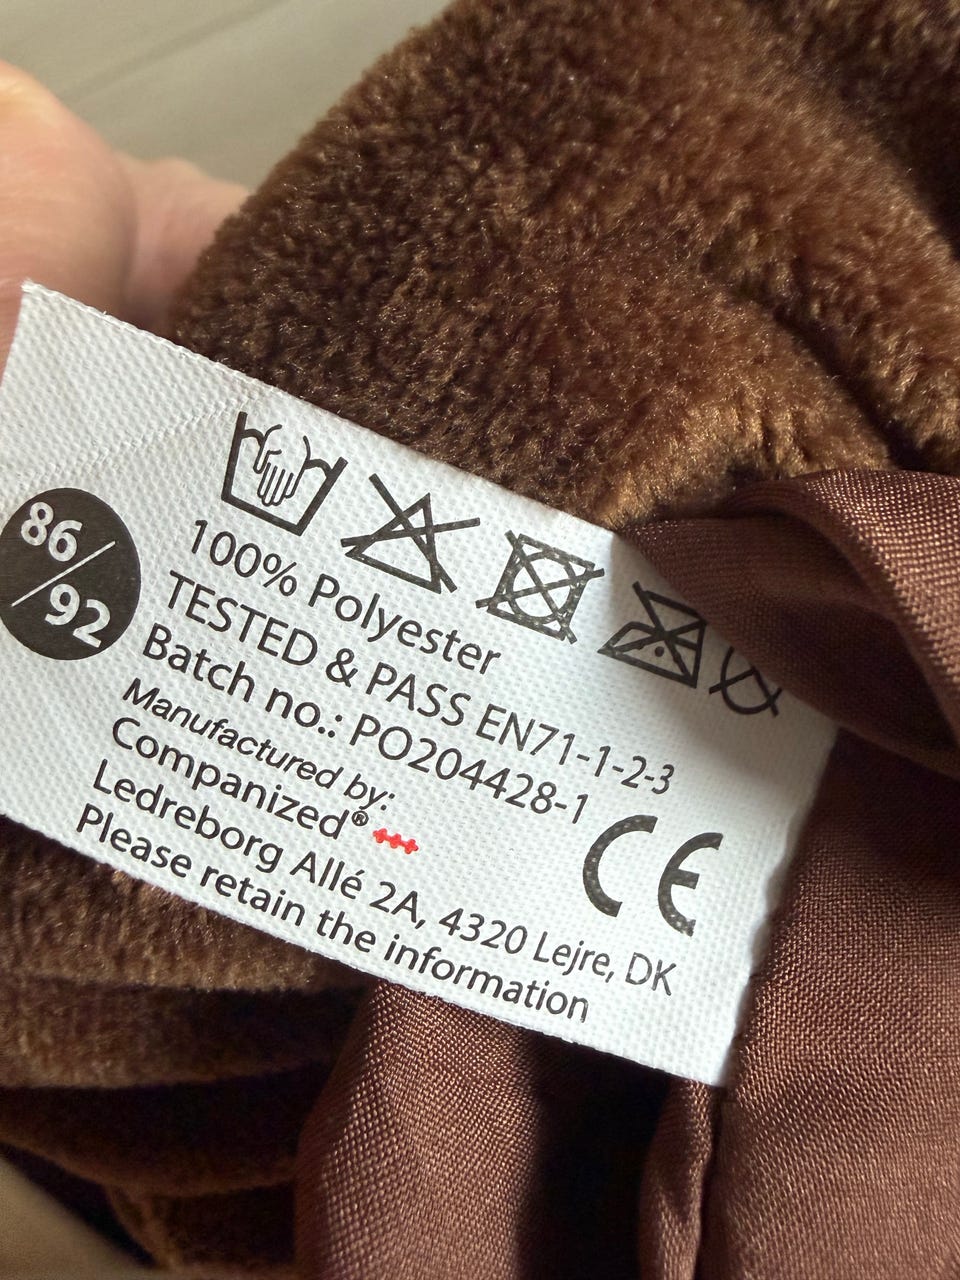 86/92
100% Polyester
TESTED & PASS EN71-1-2-3
Batch no.: PO204428-1
Manufactured by:
Companized®
Ledreborg Allé 2A, 4320 Lejre, DK
Please retain the information
CE